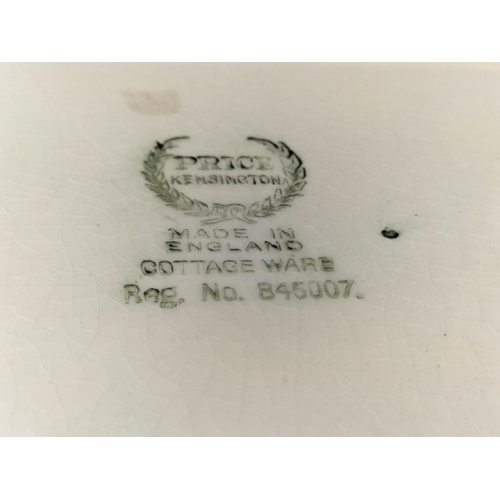 PRICE
KENSINGTON
MADE IN
ENGLAND
COTTAGE WARE
Reg. No. 845007.